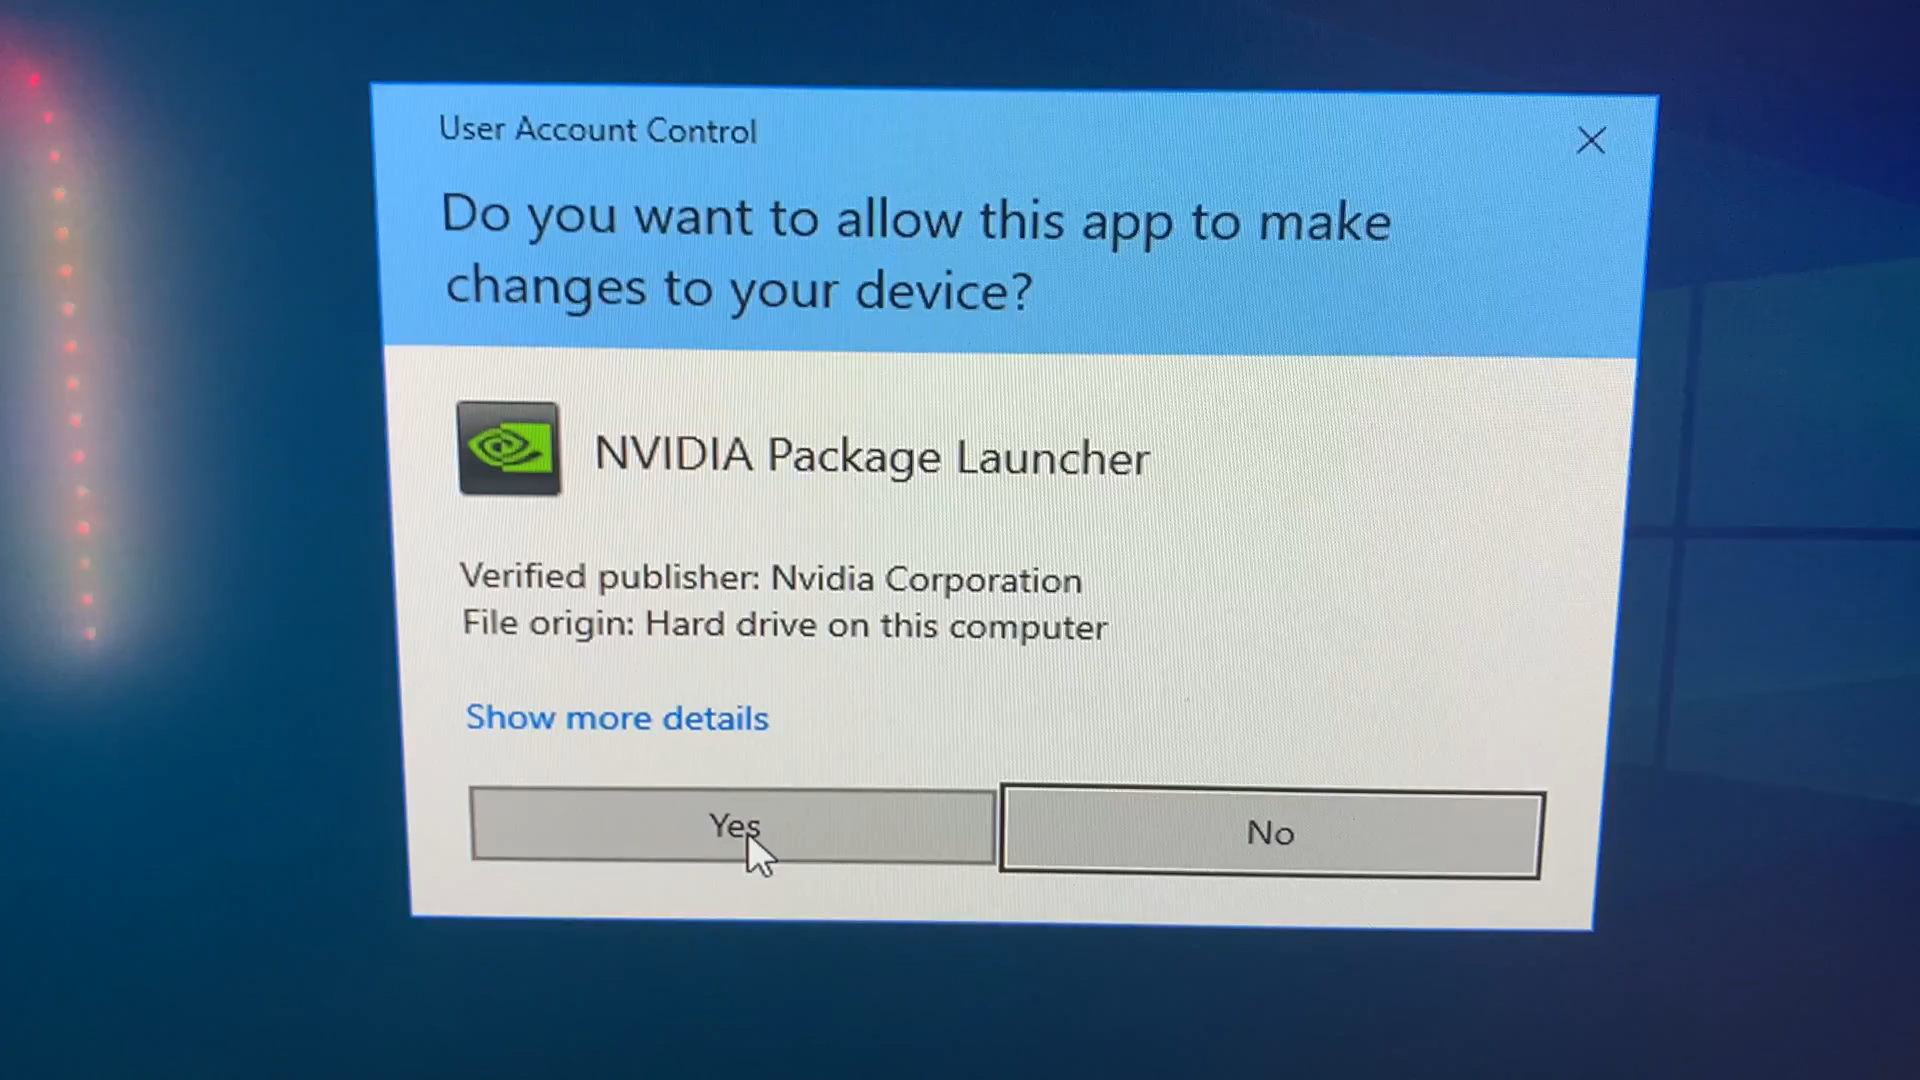 User Account Control
Do you want to allow this app to make
changes to your device?
NVIDIA Package Launcher
Verified publisher: Nvidia Corporation
File origin: Hard drive on this computer
Show more details
Yes
No